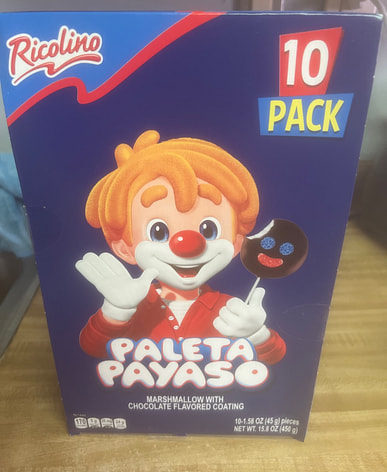 Ricolino
10
PACK
PALETA
PAYASO
MARSHMALLOW WITH
CHOCOLATE FLAVORED COATING
10-1.58 OZ (45 g) pieces
NET WT. 15.8 OZ (450 g)